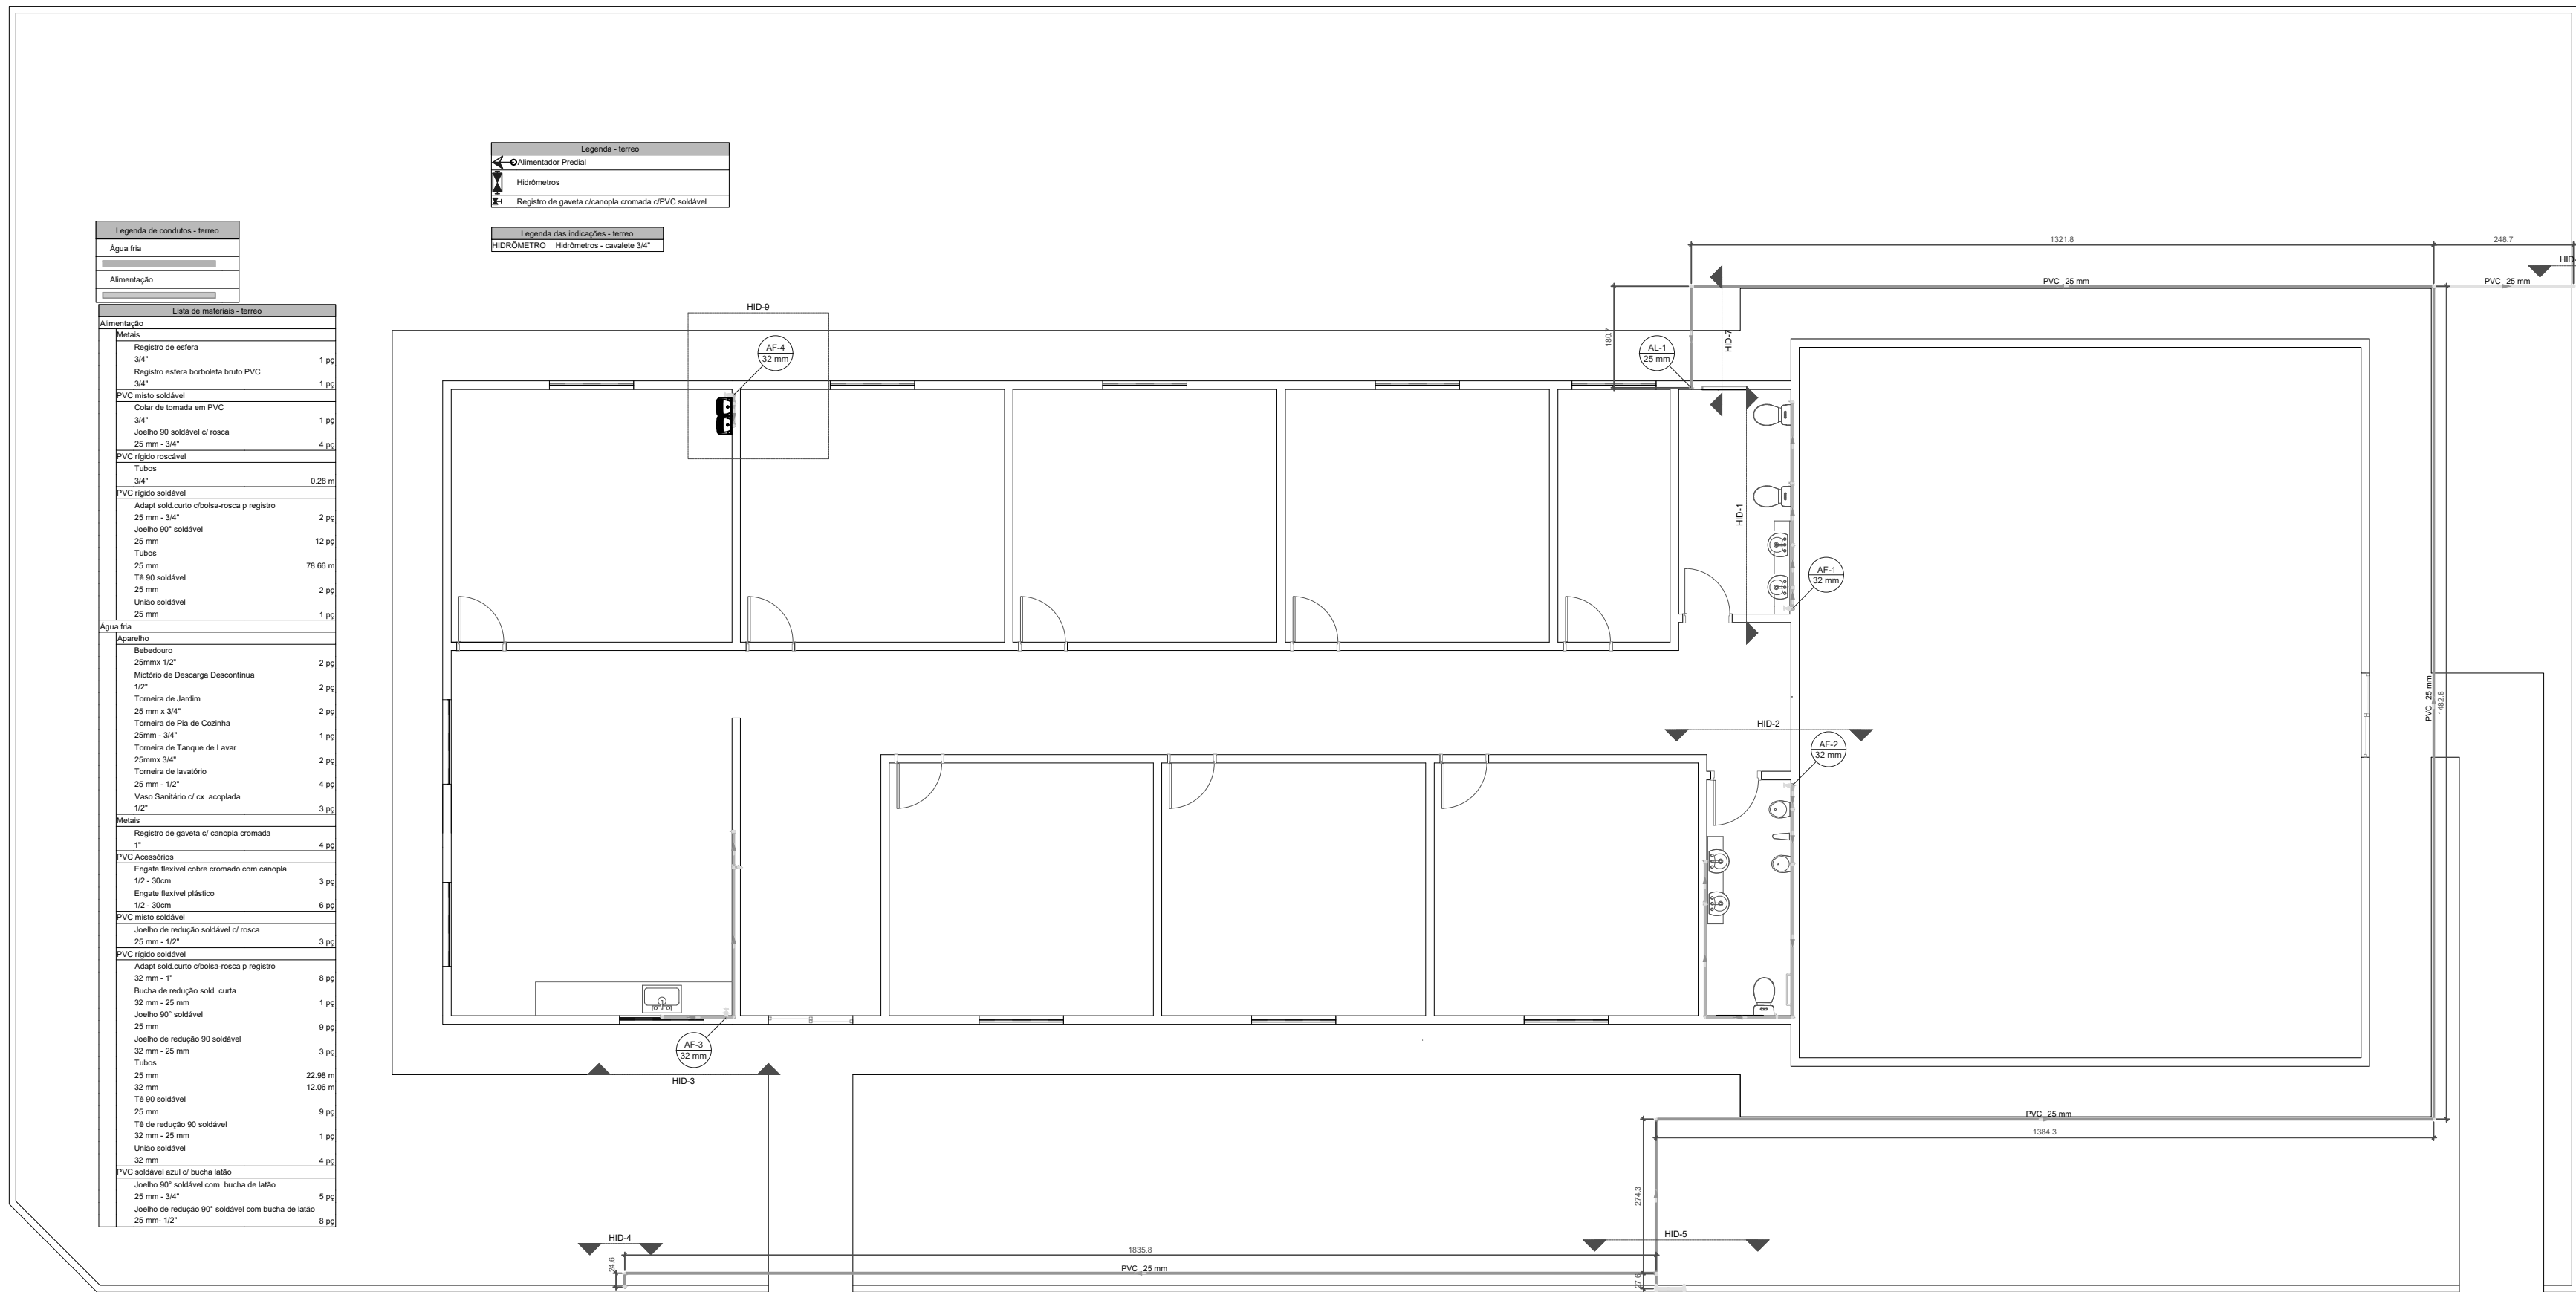 Legenda - terreo
Alimentador Predial
Hidrômetros
Registro de gaveta c/canopla cromada c/PVC soldável
Legenda das indicações - terreo
HIDRÔMETRO Hidrômetros - cavalete 3/4"
Legenda de condutos - terreo
Água fria
Alimentação
Lista de materiais - terreo
Alimentação
Metais
Registro de esfera
3/4" 1 pç
Registro esfera borboleta bruto PVC
3/4" 1 pç
PVC misto soldável
Colar de tomada em PVC
3/4" 1 pç
Joelho 90 soldável c/ rosca
25 mm - 3/4" 4 pç
PVC rígido roscável
Tubos
3/4" 0.28 m
PVC rígido soldável
Adapt sold.curto c/bolsa-rosca p registro
25 mm - 3/4" 2 pç
Joelho 90° soldável
25 mm 12 pç
Tubos
25 mm 78.66 m
Tê 90 soldável
25 mm 2 pç
União soldável
25 mm 1 pç
Água fria
Aparelho
Bebedouro
25mmx 1/2" 2 pç
Mictório de Descarga Descontínua
1/2" 2 pç
Torneira de Jardim
25 mm x 3/4" 2 pç
Torneira de Pia de Cozinha
25mm - 3/4" 1 pç
Torneira de Tanque de Lavar
25mmx 3/4" 2 pç
Torneira de lavatório
25 mm - 1/2" 4 pç
Vaso Sanitário c/ cx. acoplada
1/2" 3 pç
Metais
Registro de gaveta c/ canopla cromada
1" 4 pç
PVC Acessórios
Engate flexível cobre cromado com canopla
1/2 - 30cm 3 pç
Engate flexível plástico
1/2 - 30cm 6 pç
PVC misto soldável
Joelho de redução soldável c/ rosca
25 mm - 1/2" 3 pç
PVC rígido soldável
Adapt sold.curto c/bolsa-rosca p registro
32 mm - 1" 8 pç
Bucha de redução sold. curta
32 mm - 25 mm 1 pç
Joelho 90° soldável
25 mm 9 pç
Joelho de redução 90 soldável
32 mm - 25 mm 3 pç
Tubos
25 mm 22.98 m
32 mm 12.06 m
Tê 90 soldável
25 mm 9 pç
Tê de redução 90 soldável
32 mm - 25 mm 1 pç
União soldável
32 mm 4 pç
PVC soldável azul c/ bucha latão
Joelho 90° soldável com bucha de latão
25 mm - 3/4" 5 pç
Joelho de redução 90° soldável com bucha de latão
25 mm- 1/2" 8 pç
1321.8
248.7
HID-
PVC 25 mm
PVC 25 mm
HID-9
AF-4
32 mm
180.7
AL-1
25 mm
HID-7
HID-1
AF-1
32 mm
PVC 25 mm
1482.8
HID-2
AF-2
32 mm
AF-3
32 mm
HID-3
PVC 25 mm
1384.3
274.3
HID-4
HID-5
24.6
1835.8
PVC 25 mm